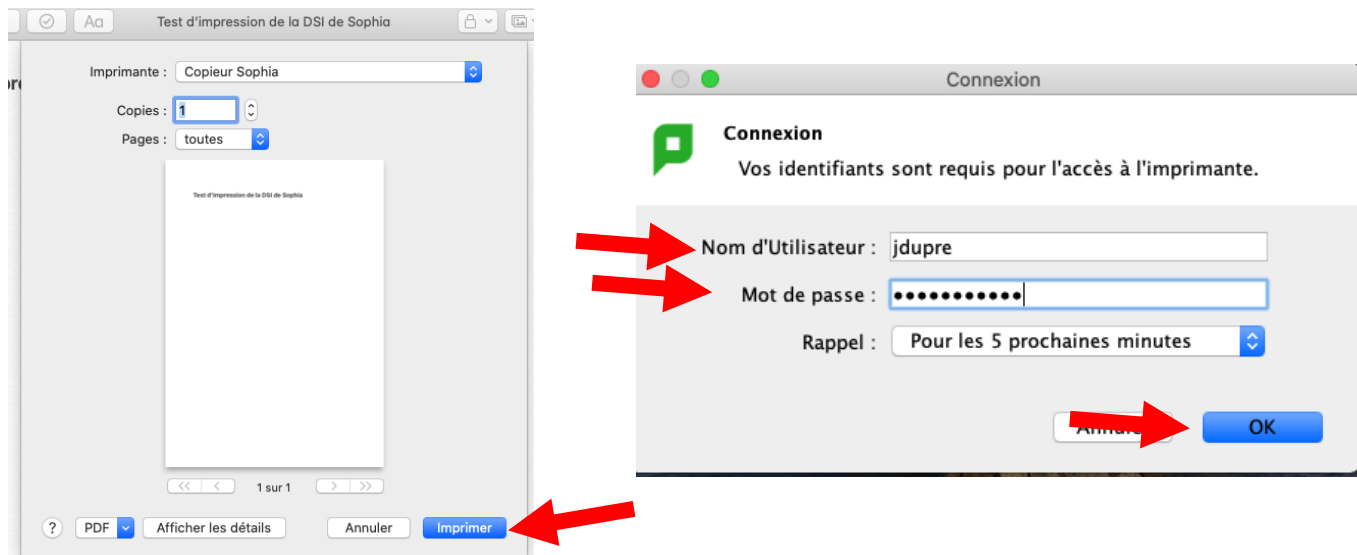 Aa
Test d'impression de la DSI de Sophia
Imprimante : Copieur Sophia
Copies : 1
Pages : toutes
Test d'impression de la DSI de Sophia
<< < 1 sur 1 > >>
? PDF Afficher les détails Annuler Imprimer
Connexion
Connexion
Vos identifiants sont requis pour l'accès à l'imprimante.
Nom d'Utilisateur : jdupre
Mot de passe : •••••••••••
Rappel : Pour les 5 prochaines minutes
OK